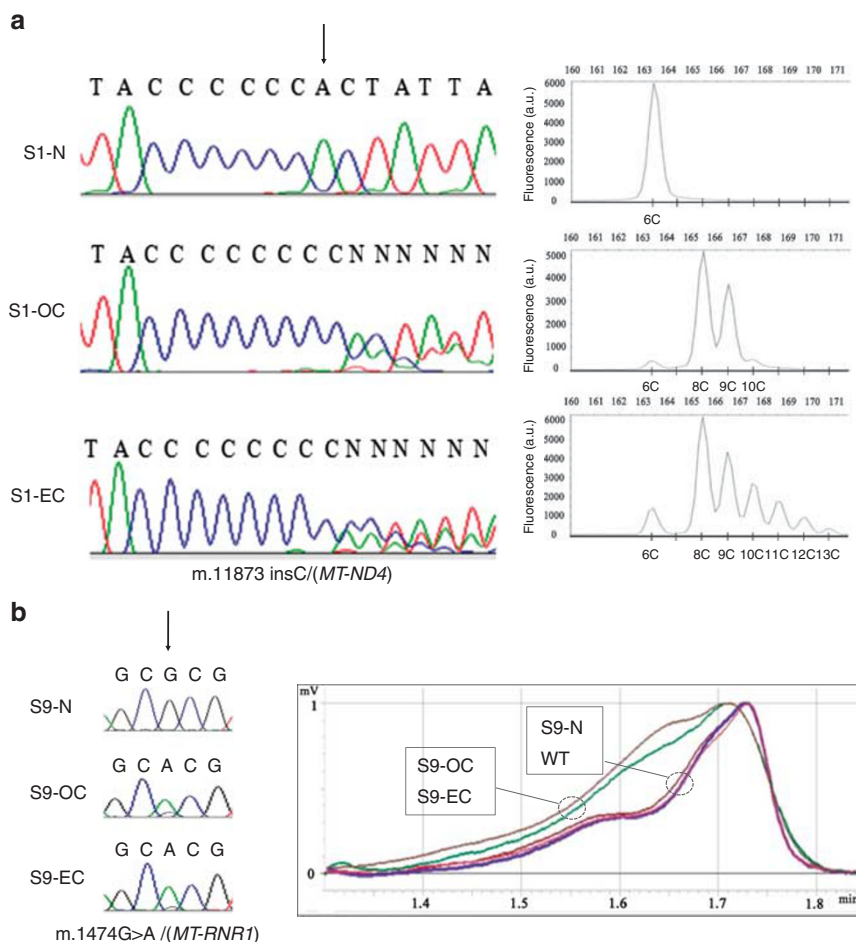 a
T A C C C C C C A C T A T T A
S1-N
160 161 162 163 164 165 166 167 168 169 170 171
Fluorescence (a.u.)
6000
5000
4000
3000
2000
1000
0
6C
T A C C C C C C C C N N N N N N
S1-OC
160 161 162 163 164 165 166 167 168 169 170 171
Fluorescence (a.u.)
5000
4000
3000
2000
1000
0
6C 8C 9C 10C
T A C C C C C C C C N N N N N N
S1-EC
160 161 162 163 164 165 166 167 168 169 170 171
Fluorescence (a.u.)
6000
5000
4000
3000
2000
1000
0
6C 8C 9C 10C 11C 12C 13C
m.11873 insC/(MT-ND4)
b
G C G C G
S9-N
G C A C G
S9-OC
G C A C G
S9-EC
m.1474G>A /(MT-RNR1)
mV
1
1
S9-N
WT
S9-OC
S9-EC
0
0
1.4 1.5 1.6 1.7 1.8
min